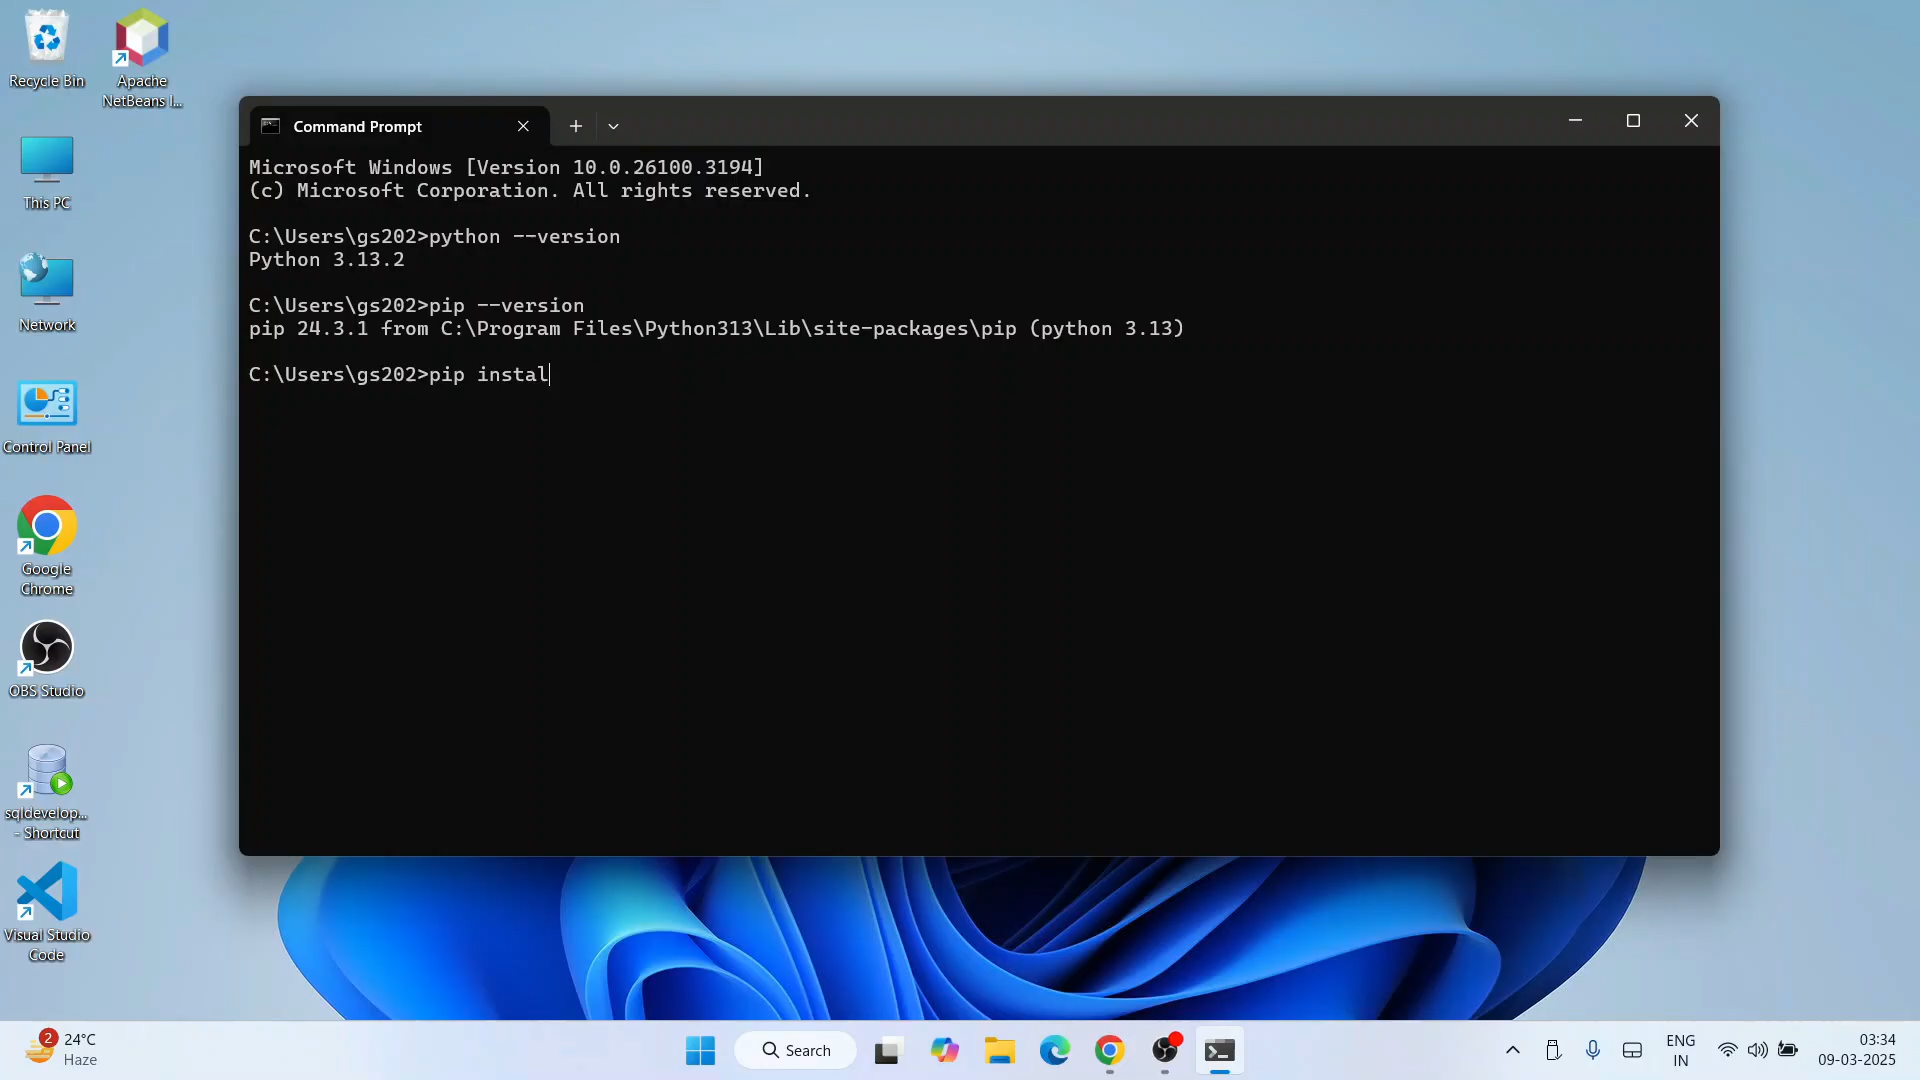 Recycle Bin
Apache
NetBeans I...
This PC
Network
Control Panel
Google
Chrome
OBS Studio
sqldevelop...
- Shortcut
Visual Studio
Code
Command Prompt
Microsoft Windows [Version 10.0.26100.3194]
(c) Microsoft Corporation. All rights reserved.
C:\Users\gs202>python --version
Python 3.13.2
C:\Users\gs202>pip --version
pip 24.3.1 from C:\Program Files\Python313\Lib\site-packages\pip (python 3.13)
C:\Users\gs202>pip instal
2
24°C
Haze
Search
ENG
IN
03:34
09-03-2025